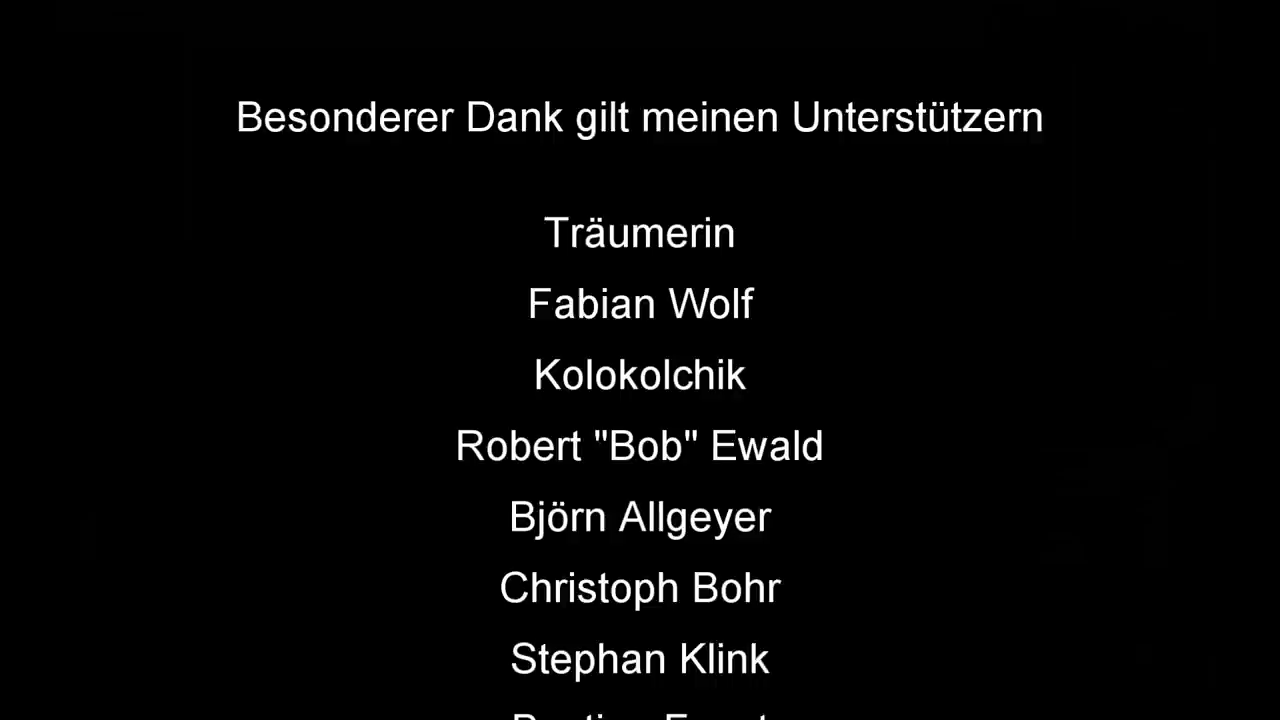 Besonderer Dank gilt meinen Unterstützern
Träumerin
Fabian Wolf
Kolokolchik
Robert "Bob" Ewald
Björn Allgeyer
Christoph Bohr
Stephan Klink